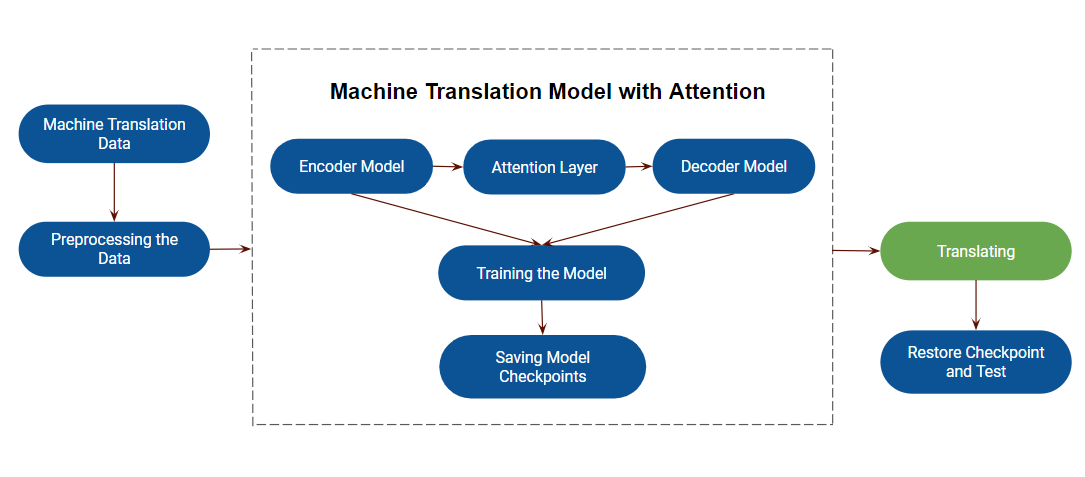 Machine Translation Model with Attention
Machine Translation
Data
Preprocessing the
Data
Encoder Model
Attention Layer
Decoder Model
Training the Model
Saving Model
Checkpoints
Translating
Restore Checkpoint
and Test